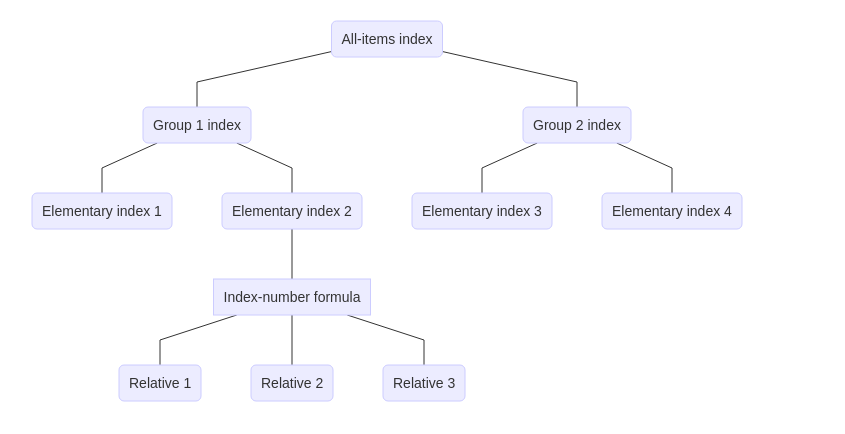 All-items index
Group 1 index
Group 2 index
Elementary index 1
Elementary index 2
Elementary index 3
Elementary index 4
Index-number formula
Relative 1
Relative 2
Relative 3